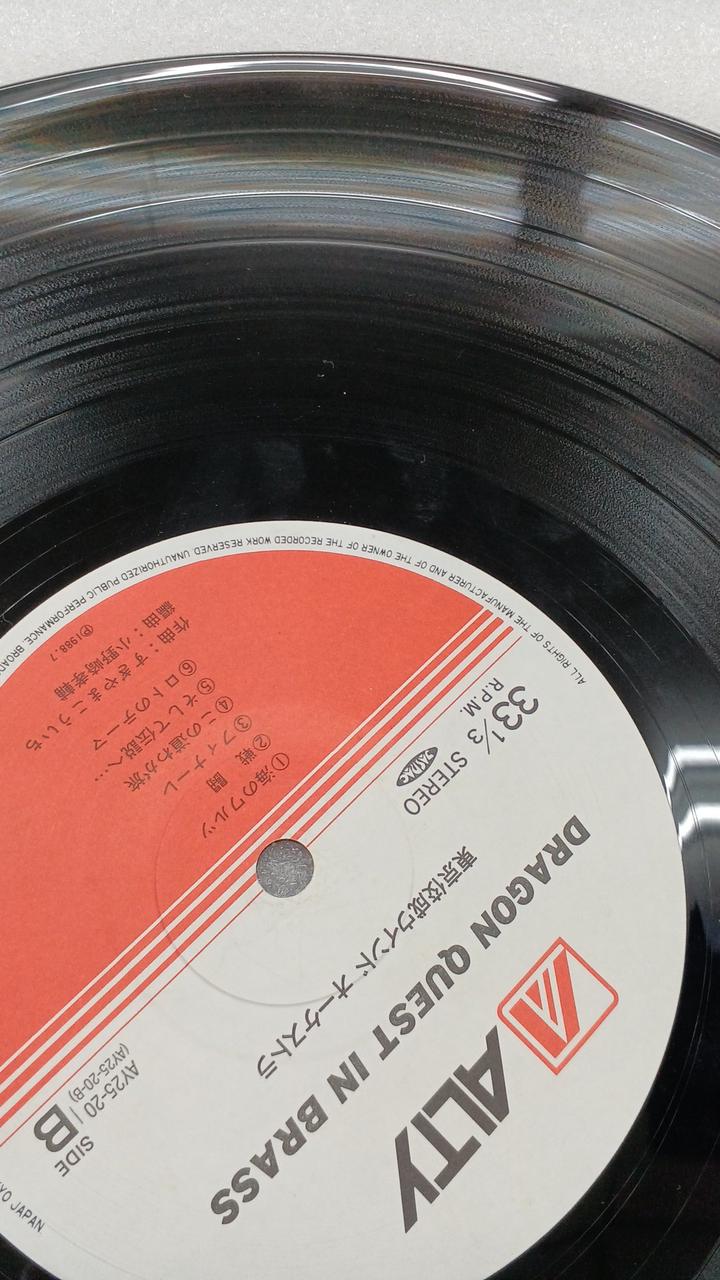 ALTY
DRAGON QUEST IN BRASS
東京佼成ウインド オーケストラ
33 1/3
R.P.M.
STEREO
JASRAC
AY25-20
(AY25-20-B)
SIDE
B
①海のワルツ
②戦 闘
③フィナーレ
④この道わが旅
⑤そして伝説へ…
⑥ロトのテーマ
作曲：すぎやまこういち
編曲：小野崎孝輔
Ⓟ1988.7
ALL RIGHTS OF THE MANUFACTURER AND OF THE OWNER OF THE RECORDED WORK RESERVED. UNAUTHORIZED PUBLIC PERFORMANCE, BROAD
YO JAPAN